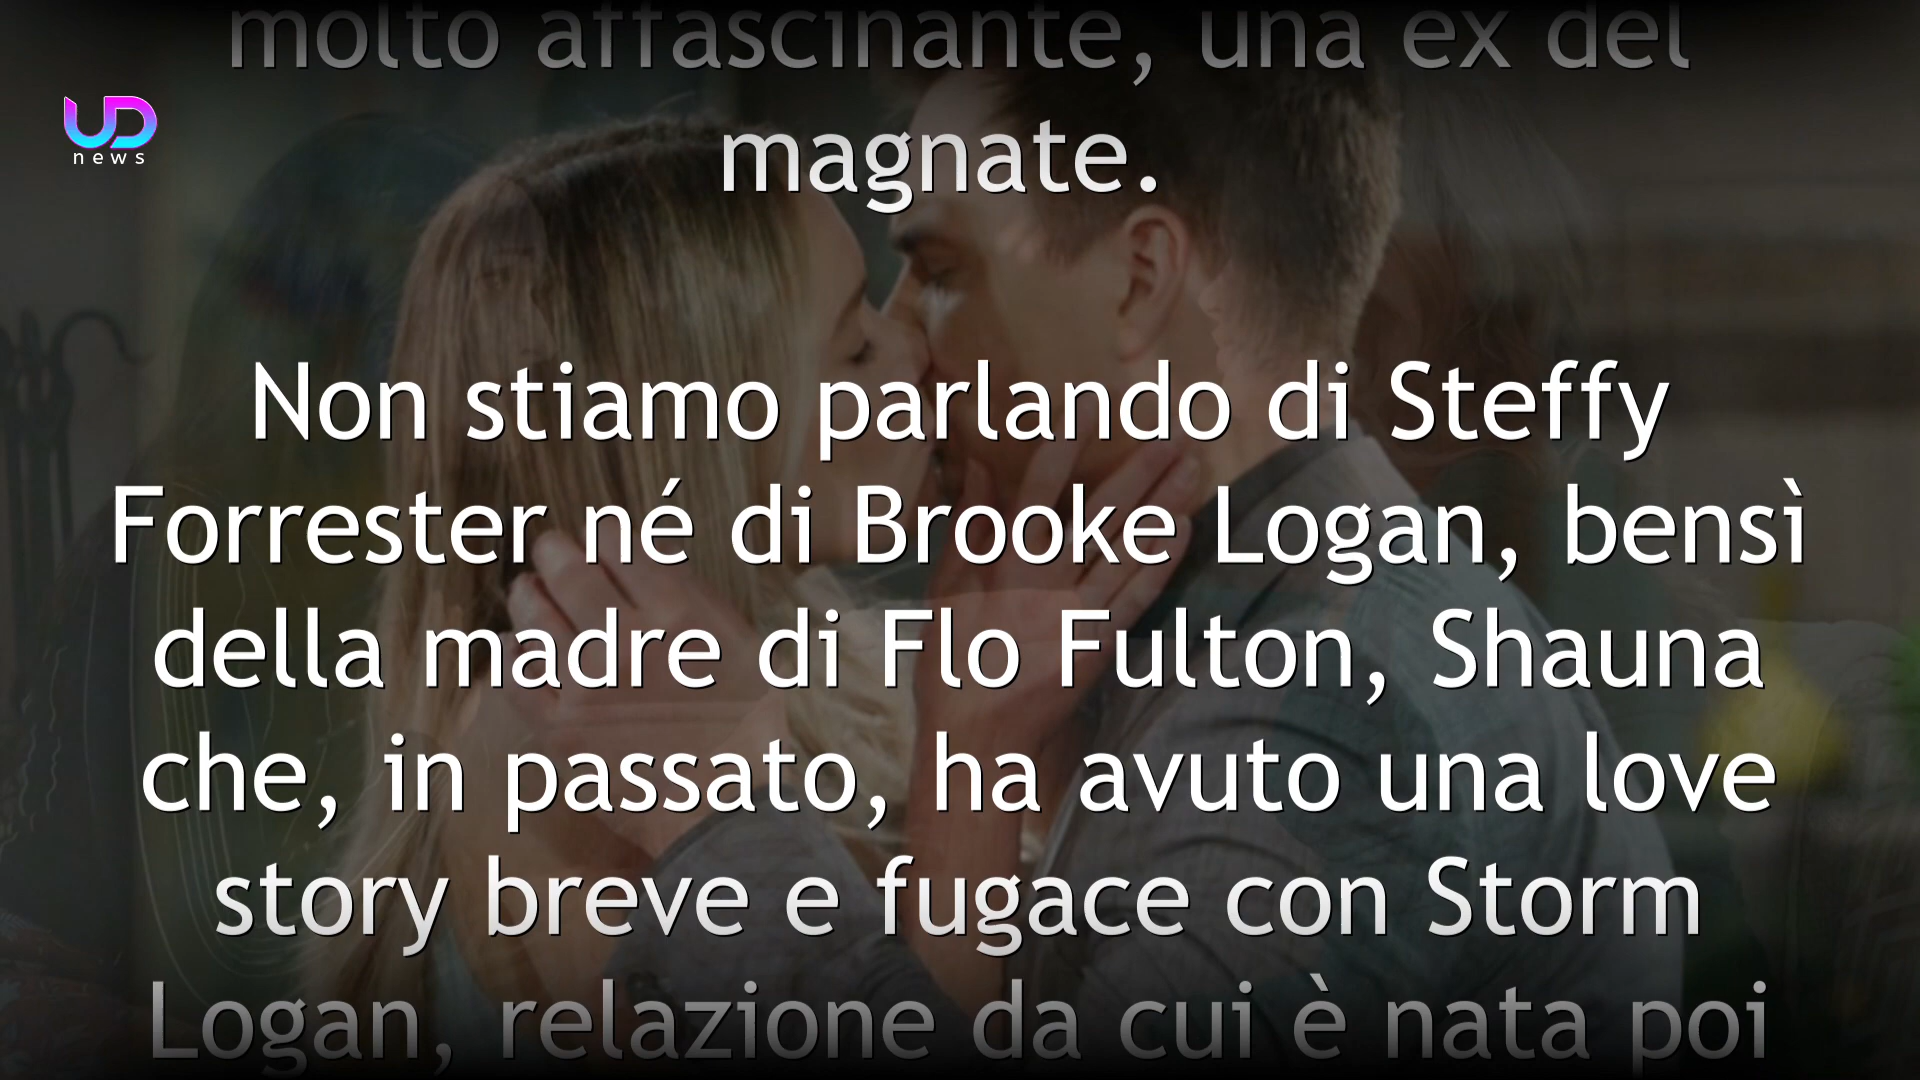 molto affascinante, una ex del
UD
news
magnate.
Non stiamo parlando di Steffy
Forrester né di Brooke Logan, bensì
della madre di Flo Fulton, Shauna
che, in passato, ha avuto una love
story breve e fugace con Storm
Logan, relazione da cui è nata poi